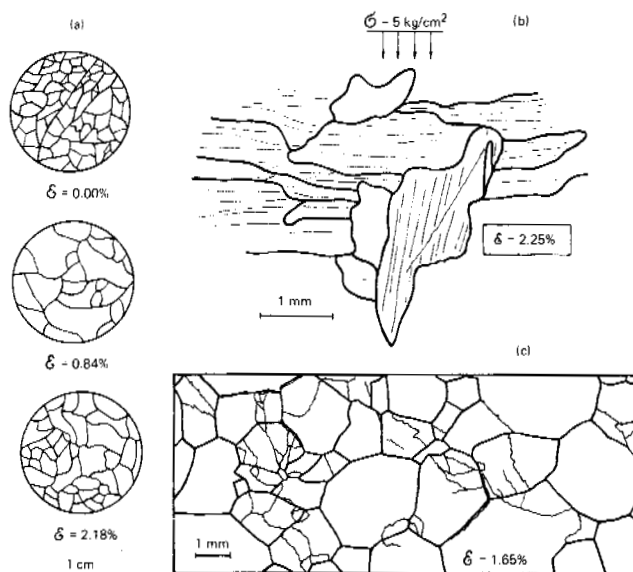 (a)
ℰ = 0.00%
ℰ - 0.84%
ℰ = 2.18%
1 cm
σ - 5 kg/cm²
(b)
ℰ - 2.25%
1 mm
(c)
1 mm
ℰ - 1.65%